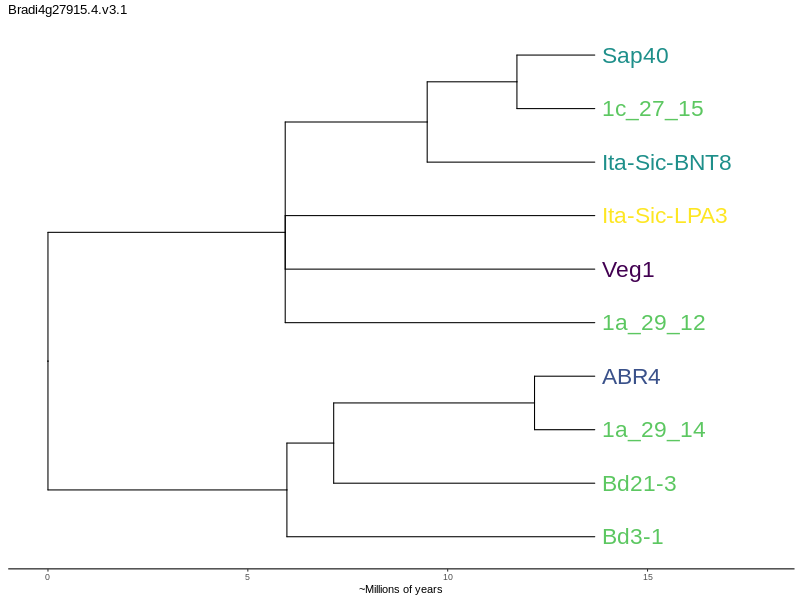 Bradi4g27915.4.v3.1
Sap40
1c_27_15
Ita-Sic-BNT8
Ita-Sic-LPA3
Veg1
1a_29_12
ABR4
1a_29_14
Bd21-3
Bd3-1
0 5 10 15
~Millions of years